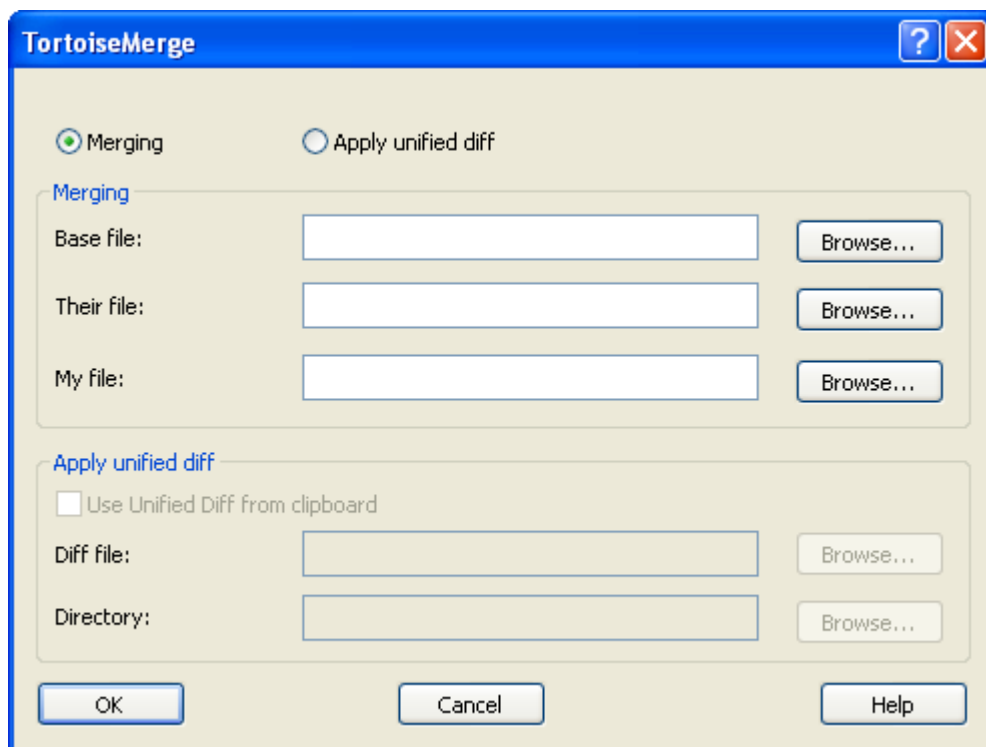 TortoiseMerge
Merging Apply unified diff
Merging
Base file: Browse...
Their file: Browse...
My file: Browse...
Apply unified diff
Use Unified Diff from clipboard
Diff file: Browse...
Directory: Browse...
OK Cancel Help